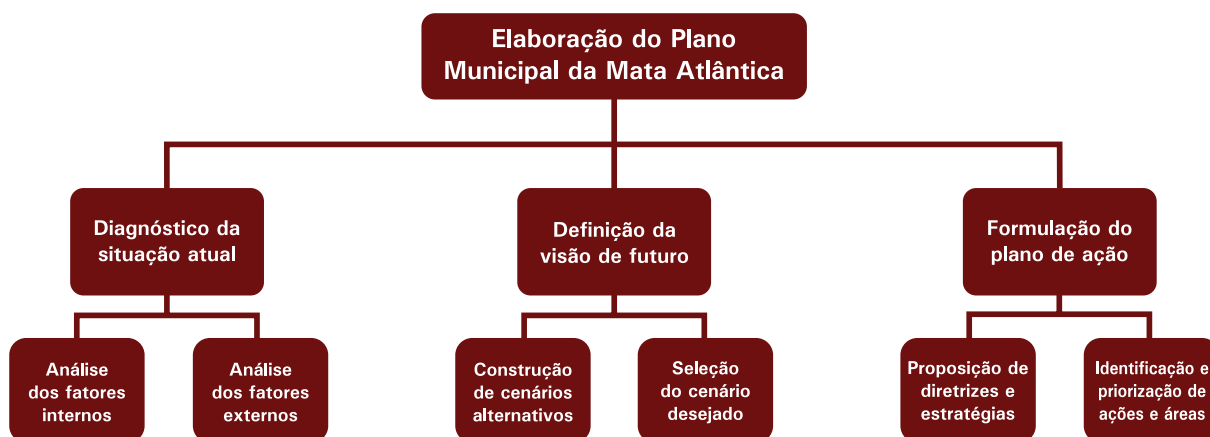 Elaboração do Plano
Municipal da Mata Atlântica
Diagnóstico da
situação atual
Definição da
visão de futuro
Formulação do
plano de ação
Análise
dos fatores
internos
Análise
dos fatores
externos
Construção
de cenários
alternativos
Seleção
do cenário
desejado
Proposição de
diretrizes e
estratégias
Identificação e
priorização de
ações e áreas